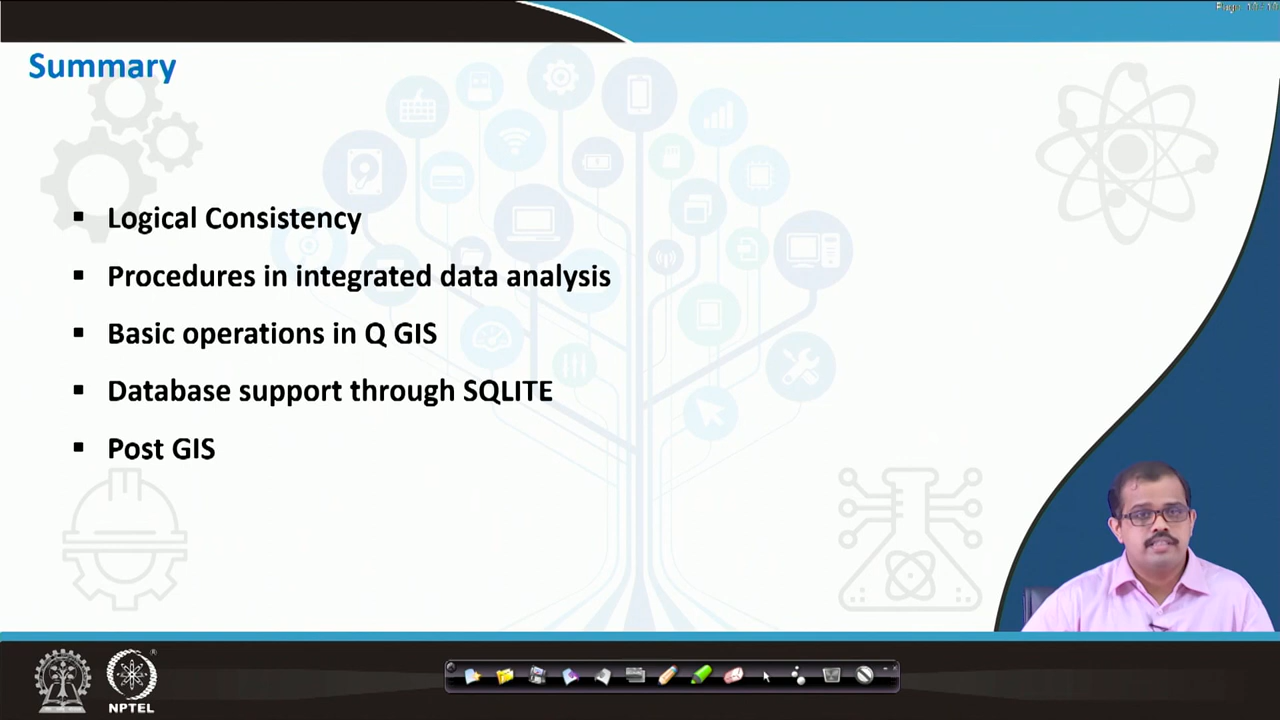 Summary
▪ Logical Consistency
▪ Procedures in integrated data analysis
▪ Basic operations in Q GIS
▪ Database support through SQLITE
▪ Post GIS
NPTEL